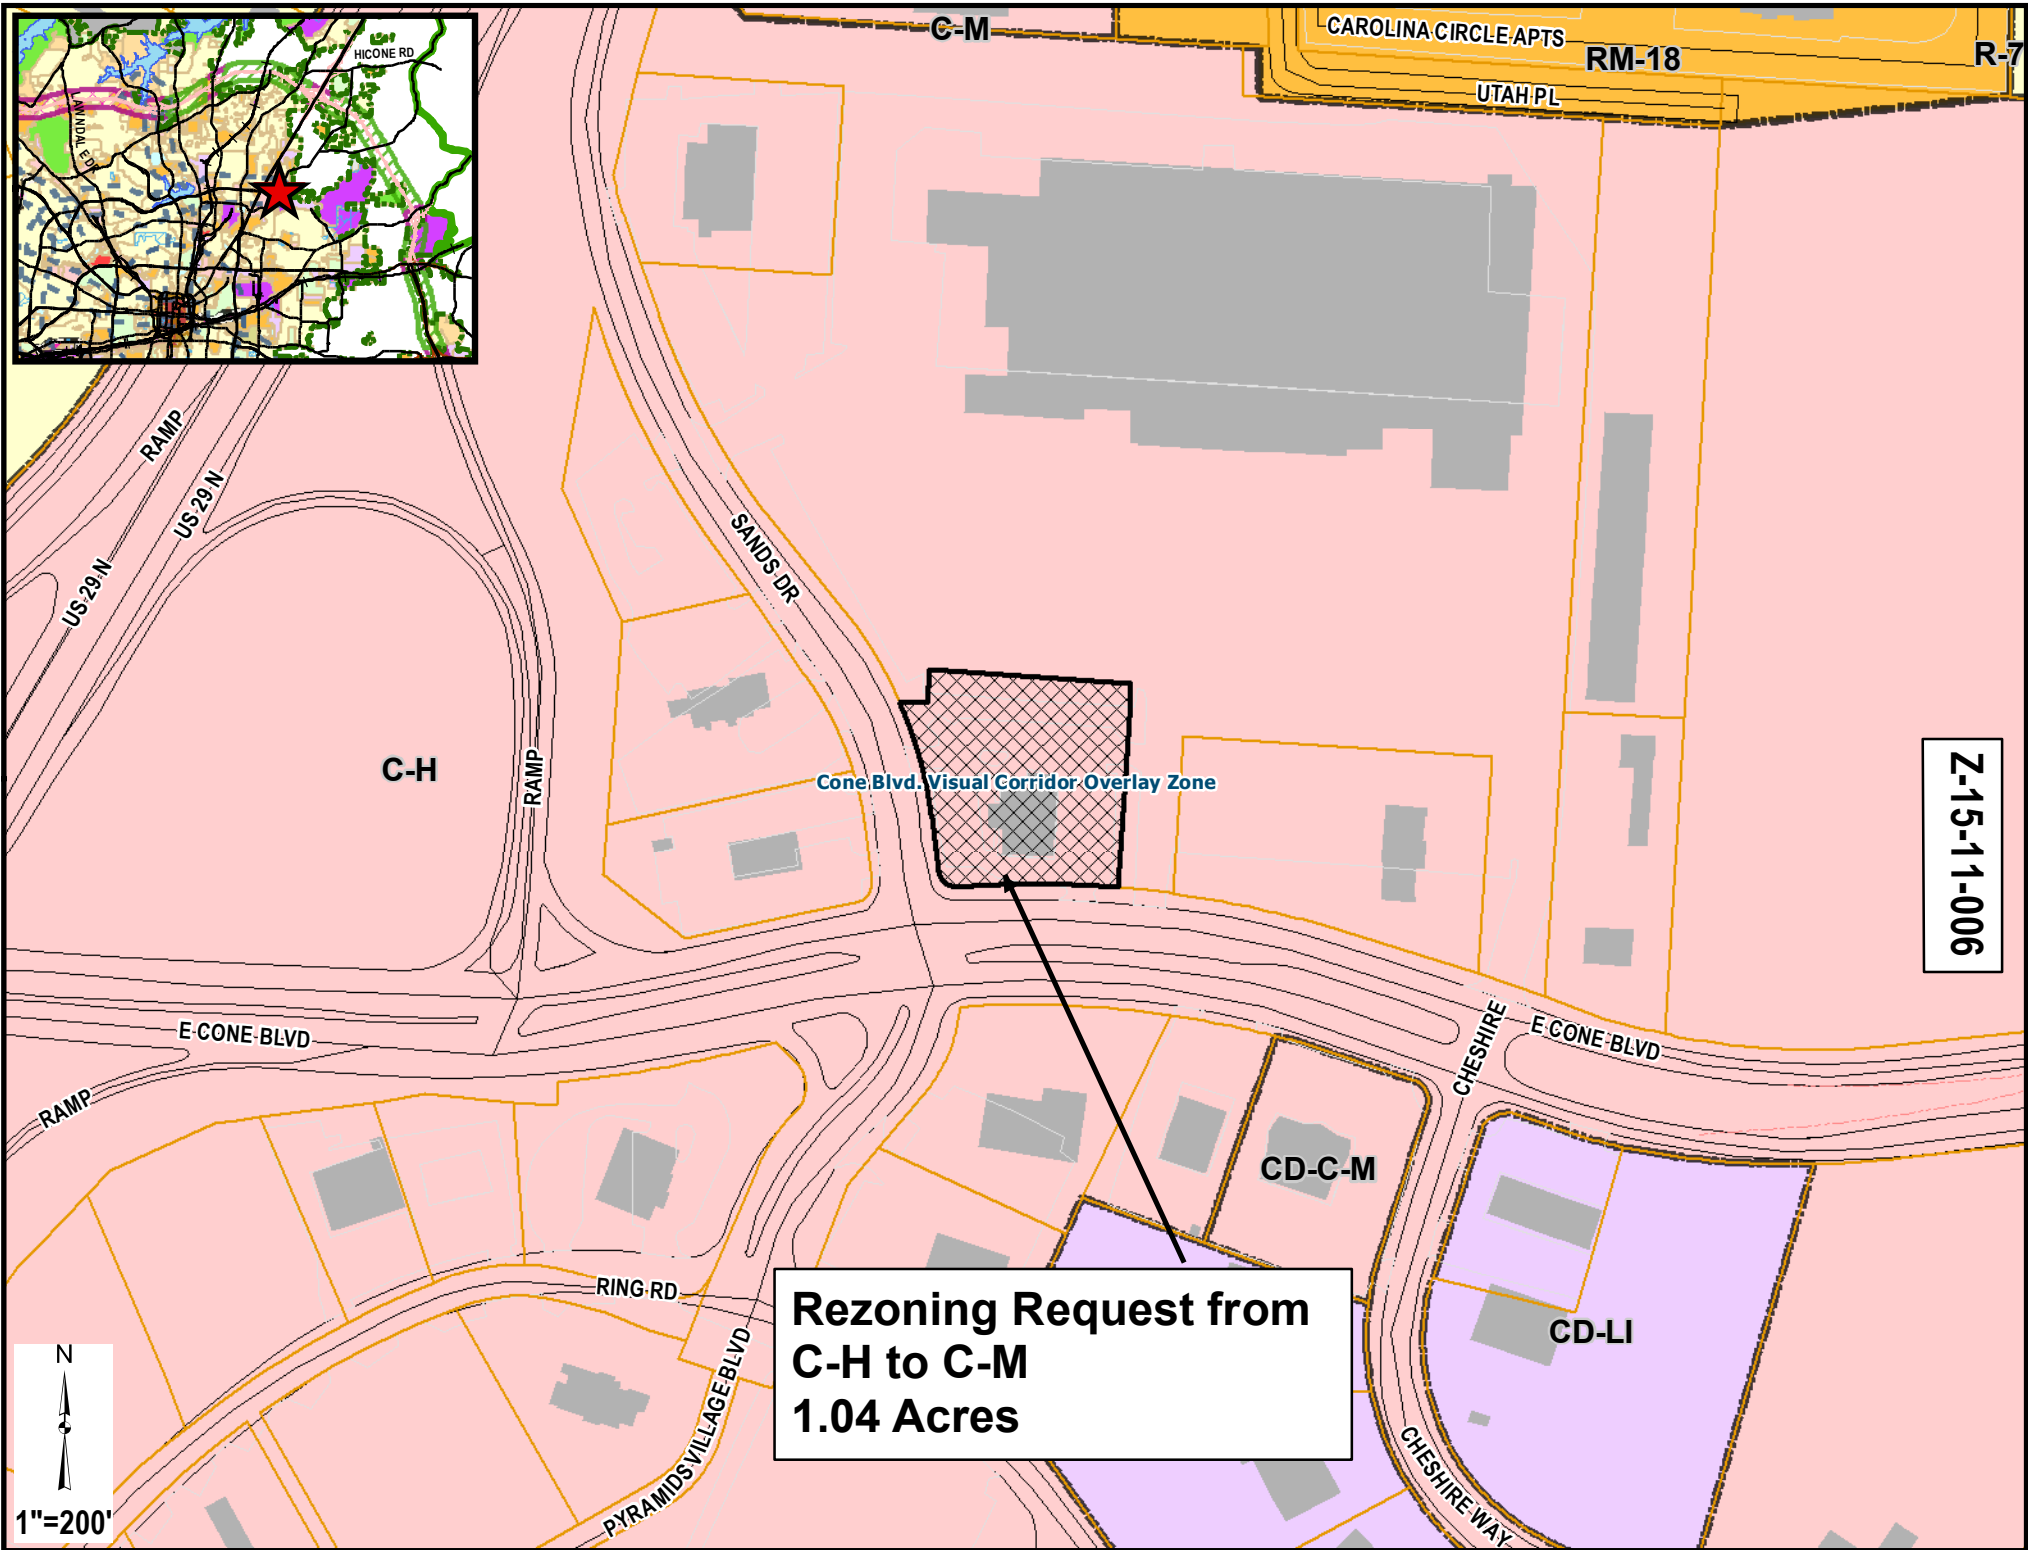 HICONE RD
LAWNDALE DR
C-M
CAROLINA CIRCLE APTS
RM-18
R-7
UTAH PL
RAMP
US 29 N
US 29 N
SANDS DR
C-H
RAMP
Cone Blvd. Visual Corridor Overlay Zone
Z-15-11-006
E CONE BLVD
CHESHIRE
E CONE BLVD
RAMP
CD-C-M
RING RD
Rezoning Request from
C-H to C-M
1.04 Acres
CD-LI
PYRAMIDS VILLAGE BLVD
CHESHIRE WAY
N
1"=200'